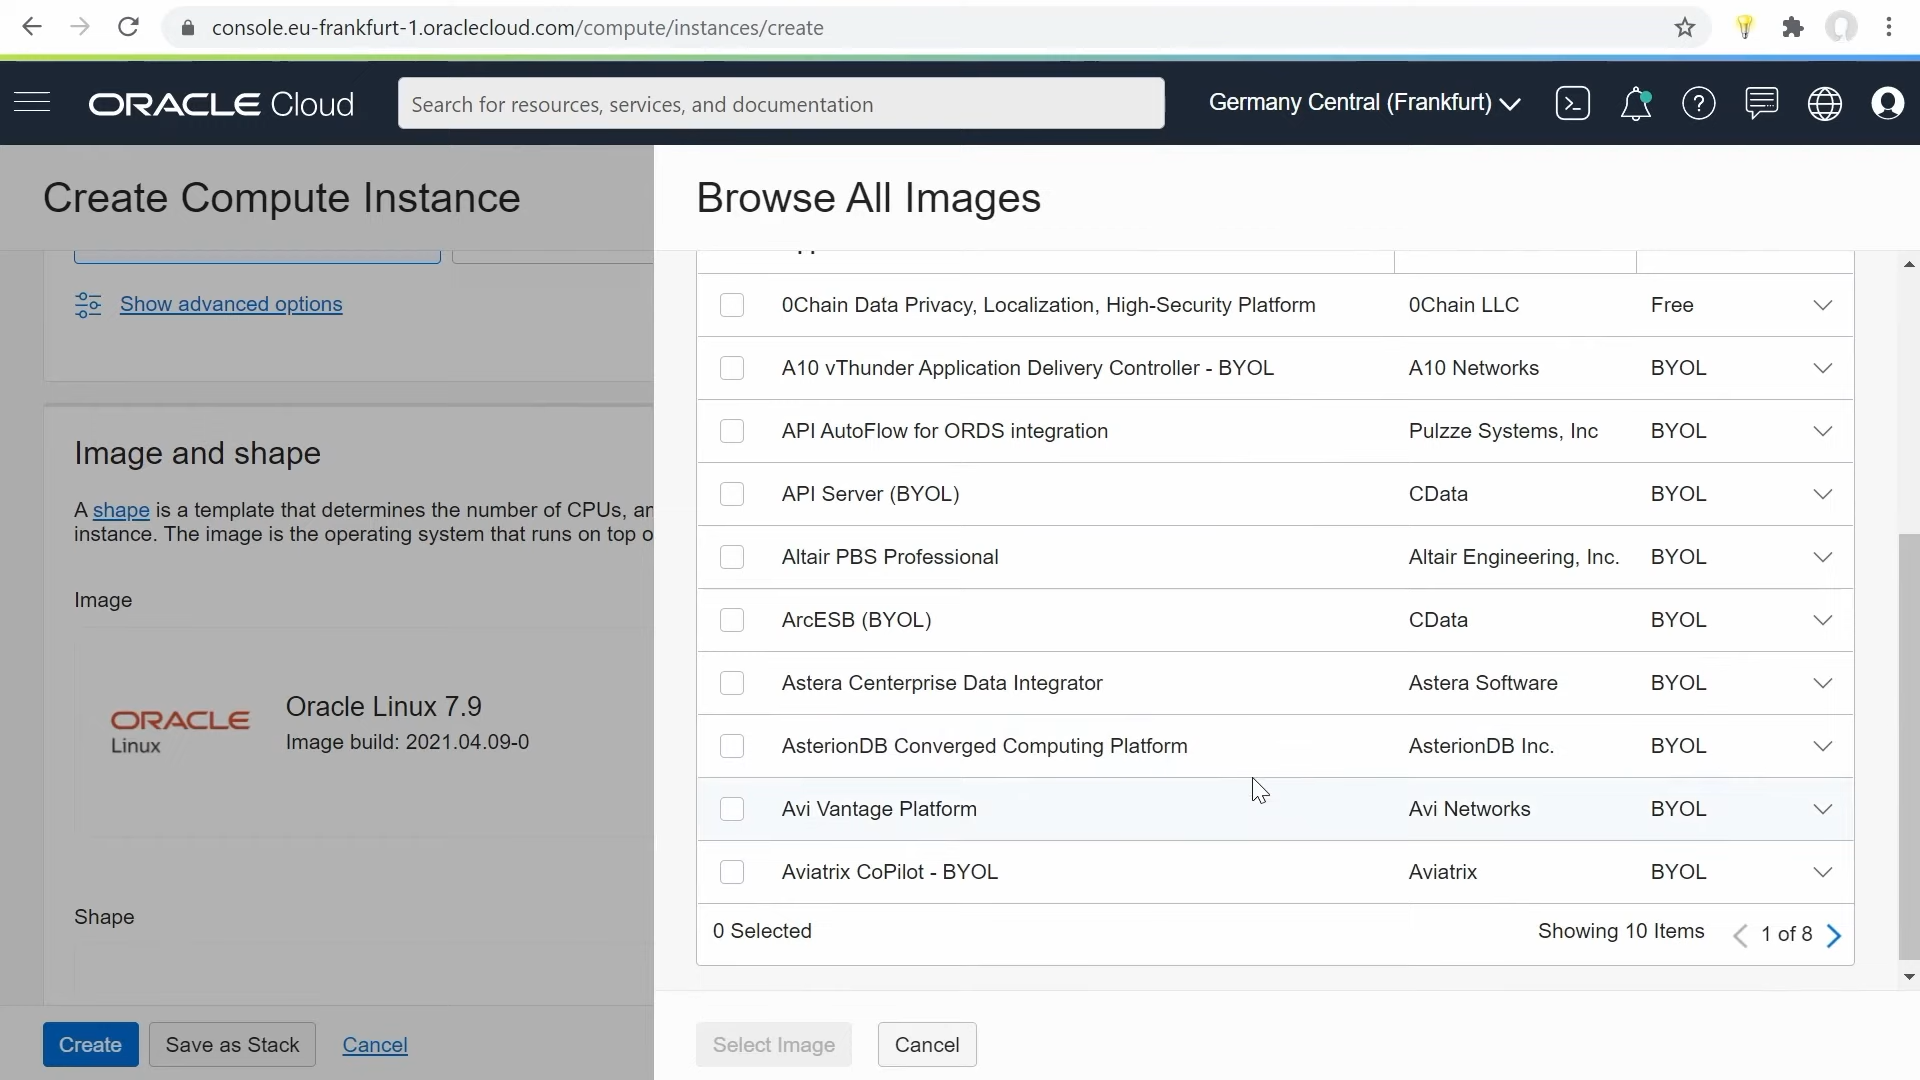 console.eu-frankfurt-1.oraclecloud.com/compute/instances/create
ORACLE Cloud
Search for resources, services, and documentation
Germany Central (Frankfurt)
Create Compute Instance
Show advanced options
Image and shape
A shape is a template that determines the number of CPUs, an
instance. The image is the operating system that runs on top o
Image
ORACLE
Linux
Oracle Linux 7.9
Image build: 2021.04.09-0
Shape
Create
Save as Stack
Cancel
Browse All Images
0Chain Data Privacy, Localization, High-Security Platform 0Chain LLC Free
A10 vThunder Application Delivery Controller - BYOL A10 Networks BYOL
API AutoFlow for ORDS integration Pulzze Systems, Inc BYOL
API Server (BYOL) CData BYOL
Altair PBS Professional Altair Engineering, Inc. BYOL
ArcESB (BYOL) CData BYOL
Astera Centerprise Data Integrator Astera Software BYOL
AsterionDB Converged Computing Platform AsterionDB Inc. BYOL
Avi Vantage Platform Avi Networks BYOL
Aviatrix CoPilot - BYOL Aviatrix BYOL
0 Selected
Showing 10 Items
1 of 8
Select Image
Cancel